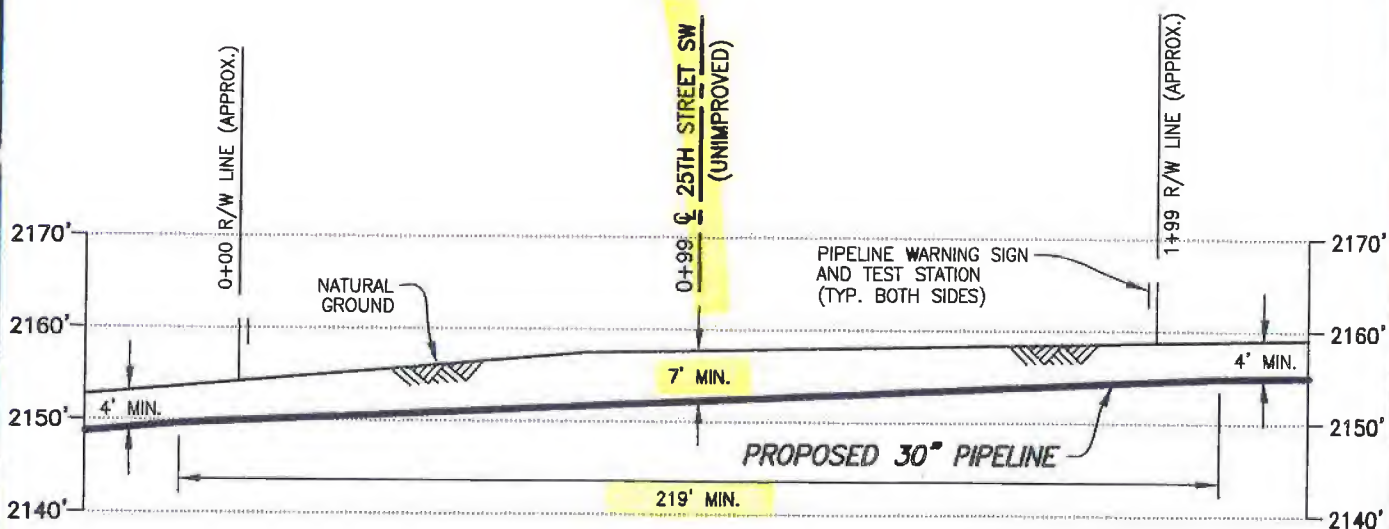 0+00 R/W LINE (APPROX.)
0+99 ℄ 25TH STREET SW
(UNIMPROVED)
1+99 R/W LINE (APPROX.)
2170'
2170'
NATURAL
GROUND
PIPELINE WARNING SIGN
AND TEST STATION
(TYP. BOTH SIDES)
2160'
2160'
4' MIN.
7' MIN.
4' MIN.
2150'
2150'
PROPOSED 30" PIPELINE
219' MIN.
2140'
2140'